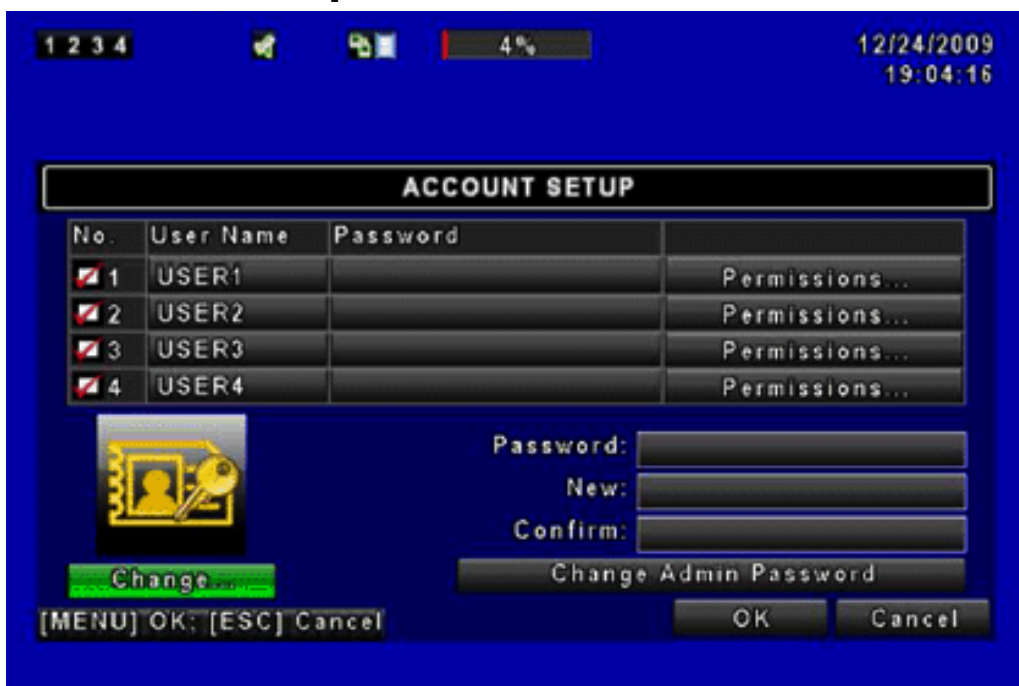 1 2 3 4 4% 12/24/2009
19:04:16
ACCOUNT SETUP
No. User Name Password
1 USER1 Permissions...
2 USER2 Permissions...
3 USER3 Permissions...
4 USER4 Permissions...
Password:
New:
Confirm:
Change... Change Admin Password
[MENU] OK; [ESC] Cancel OK Cancel